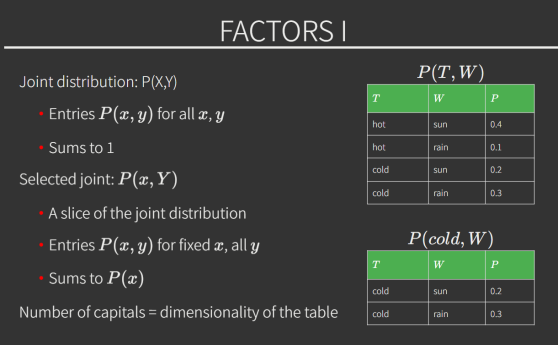 FACTORS I
Joint distribution: P(X,Y)
• Entries P(x, y) for all x, y
• Sums to 1
Selected joint: P(x, Y)
• A slice of the joint distribution
• Entries P(x, y) for fixed x, all y
• Sums to P(x)
Number of capitals = dimensionality of the table
P(T, W)
T W P
hot sun 0.4
hot rain 0.1
cold sun 0.2
cold rain 0.3
P(cold, W)
T W P
cold sun 0.2
cold rain 0.3